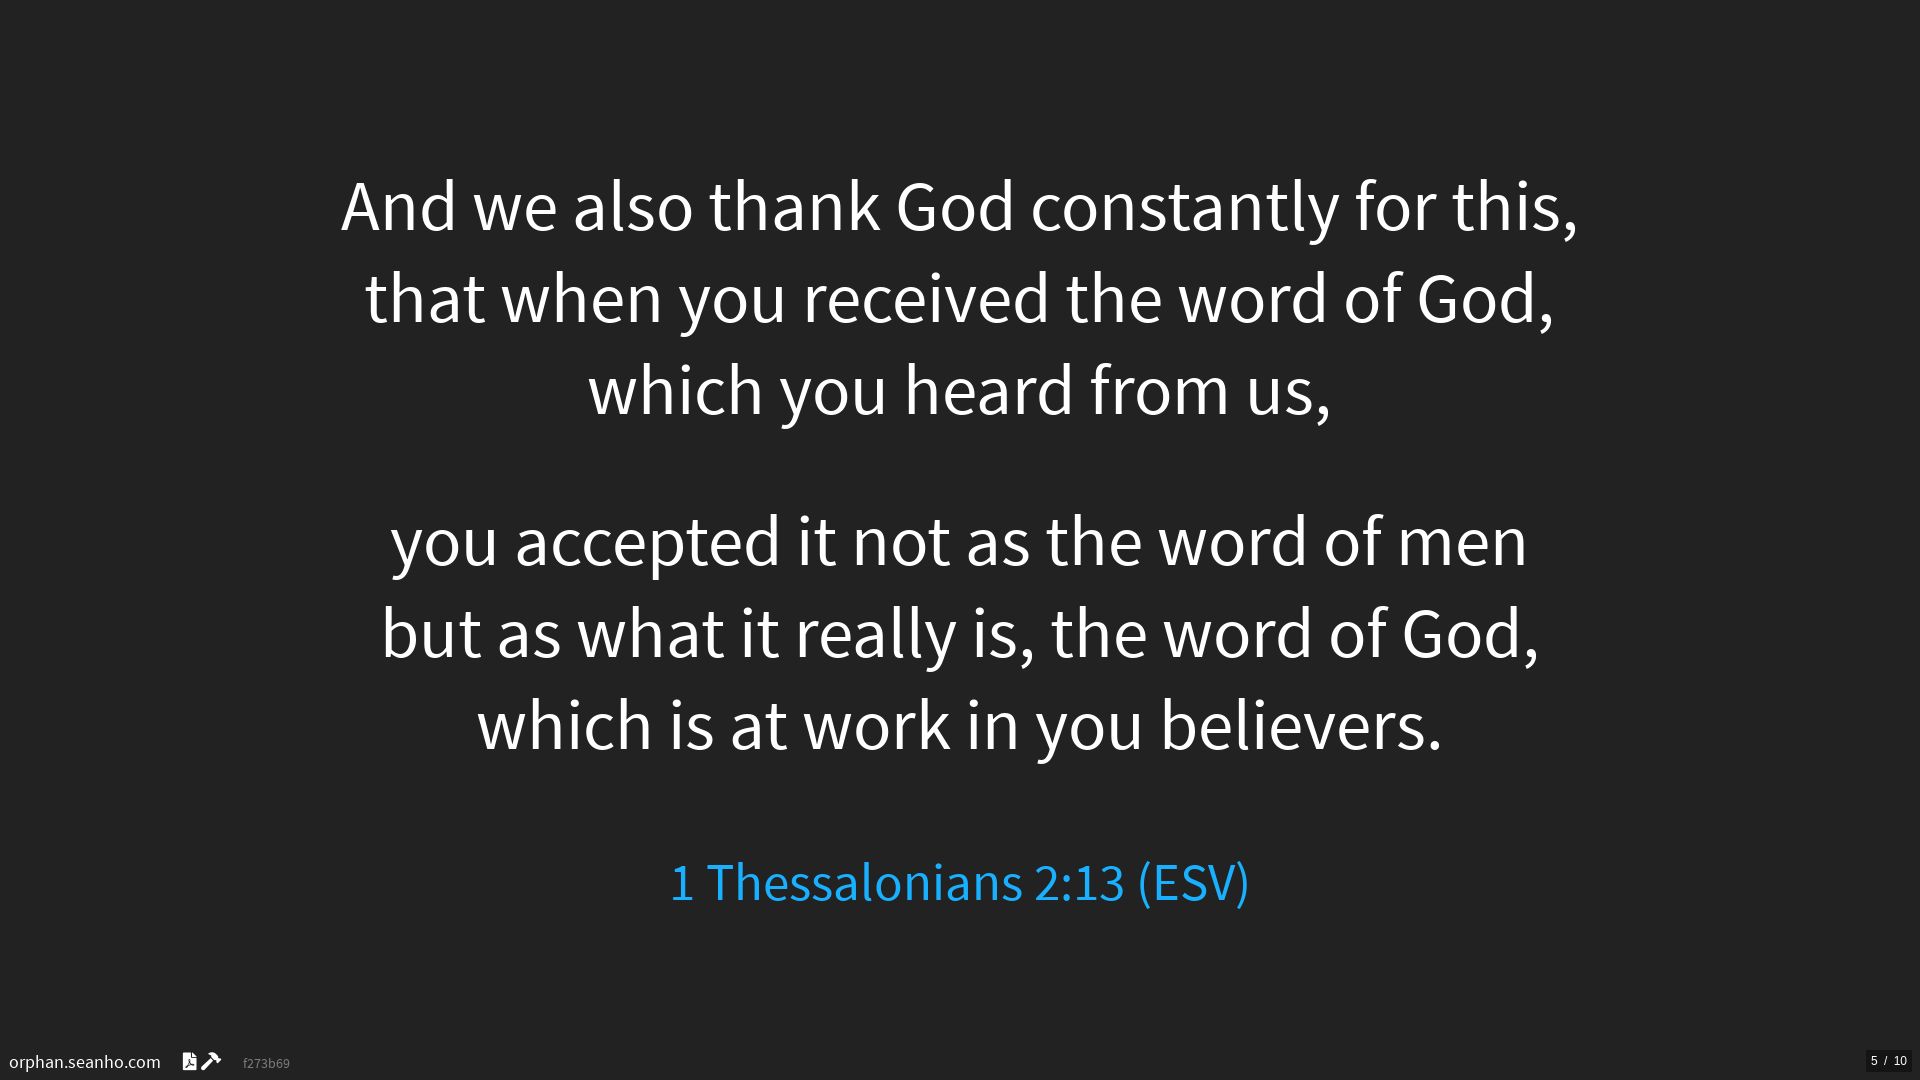 And we also thank God constantly for this,
that when you received the word of God,
which you heard from us,
you accepted it not as the word of men
but as what it really is, the word of God,
which is at work in you believers.
1 Thessalonians 2:13 (ESV)
orphan.seanho.com f273b69
5 / 10